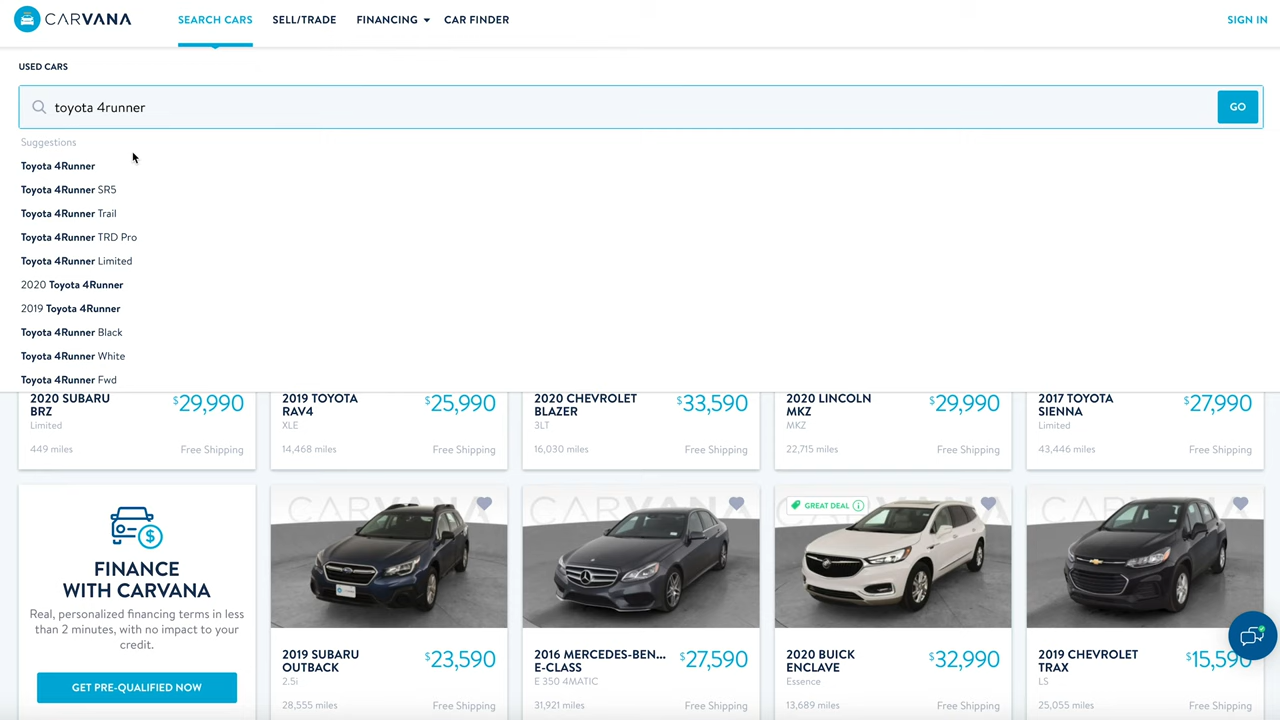 CARVANA
SEARCH CARS
SELL/TRADE
FINANCING
CAR FINDER
SIGN IN
USED CARS
toyota 4runner
GO
Suggestions
Toyota 4Runner
Toyota 4Runner SR5
Toyota 4Runner Trail
Toyota 4Runner TRD Pro
Toyota 4Runner Limited
2020 Toyota 4Runner
2019 Toyota 4Runner
Toyota 4Runner Black
Toyota 4Runner White
Toyota 4Runner Fwd
2020 SUBARU
BRZ
$29,990
Limited
449 miles
Free Shipping
2019 TOYOTA
RAV4
$25,990
XLE
14,468 miles
Free Shipping
2020 CHEVROLET
BLAZER
$33,590
3LT
16,030 miles
Free Shipping
2020 LINCOLN
MKZ
$29,990
MKZ
22,715 miles
Free Shipping
2017 TOYOTA
SIENNA
$27,990
Limited
43,446 miles
Free Shipping
FINANCE
WITH CARVANA
Real, personalized financing terms in less
than 2 minutes, with no impact to your
credit.
GET PRE-QUALIFIED NOW
CARVANA
2019 SUBARU
OUTBACK
$23,590
2.5i
28,555 miles
Free Shipping
CARVANA
2016 MERCEDES-BEN...
E-CLASS
$27,590
E 350 4MATIC
31,921 miles
Free Shipping
GREAT DEAL
2020 BUICK
ENCLAVE
$32,990
Essence
13,689 miles
Free Shipping
CARVANA
2019 CHEVROLET
TRAX
$15,590
LS
25,055 miles
Free Shipping